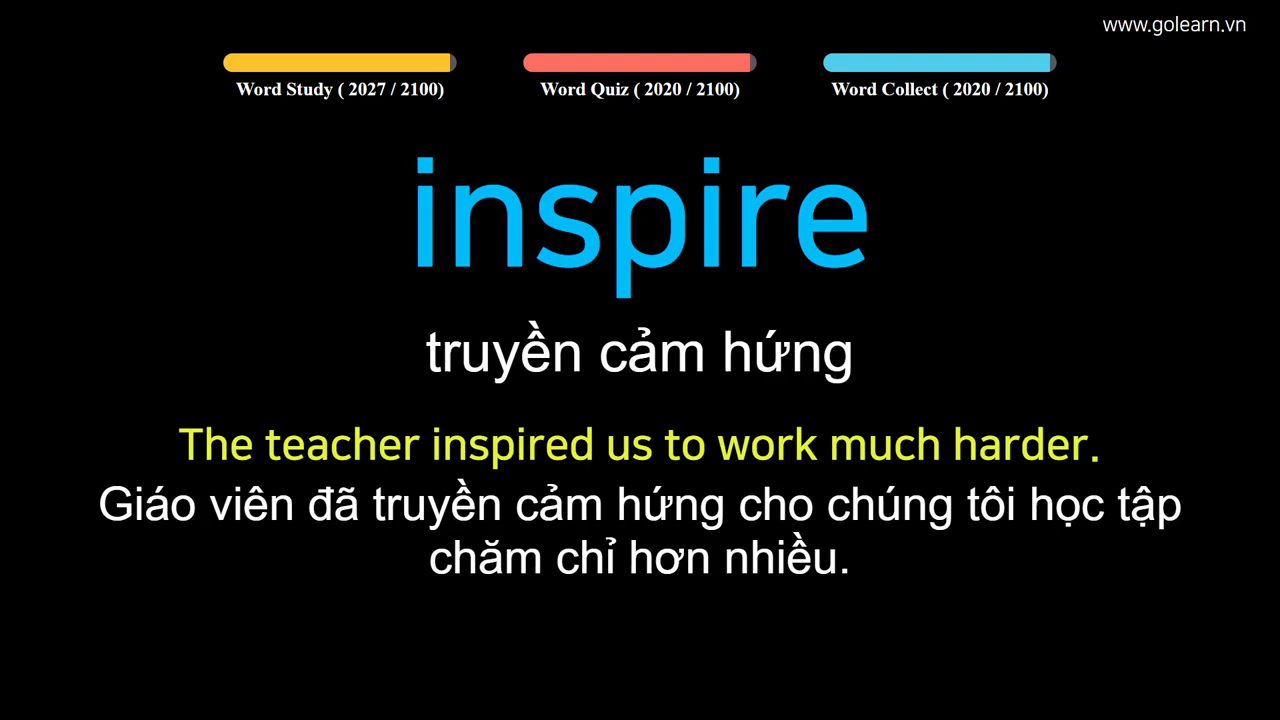 www.golearn.vn
Word Study ( 2027 / 2100)
Word Quiz ( 2020 / 2100)
Word Collect ( 2020 / 2100)
inspire
truyền cảm hứng
The teacher inspired us to work much harder.
Giáo viên đã truyền cảm hứng cho chúng tôi học tập
chăm chỉ hơn nhiều.